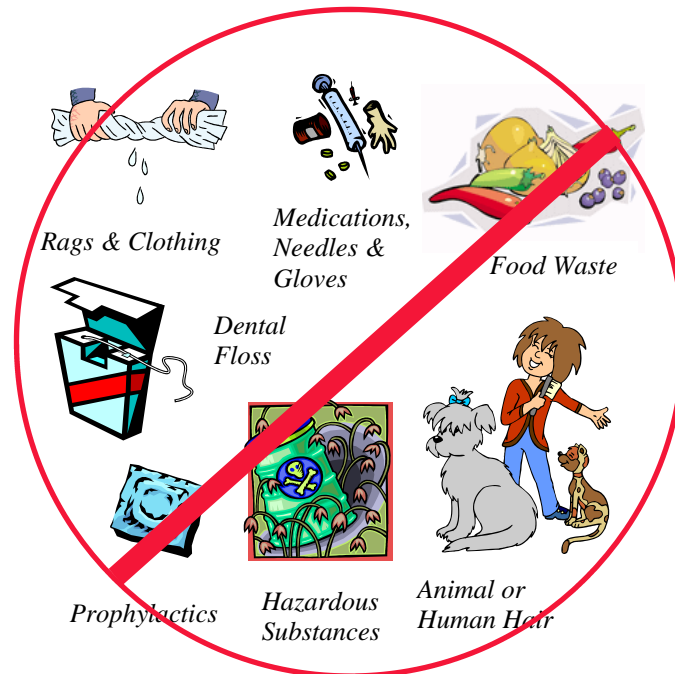 Rags & Clothing
Medications,
Needles &
Gloves
Food Waste
Dental
Floss
Prophylactics
Hazardous
Substances
Animal or
Human Hair